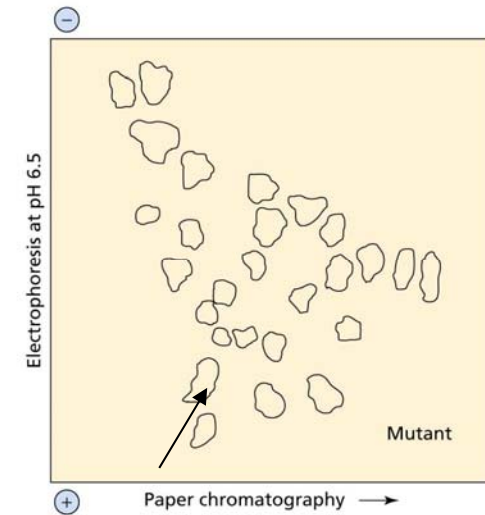 −
Electrophoresis at pH 6.5
Mutant
+
Paper chromatography ⟶